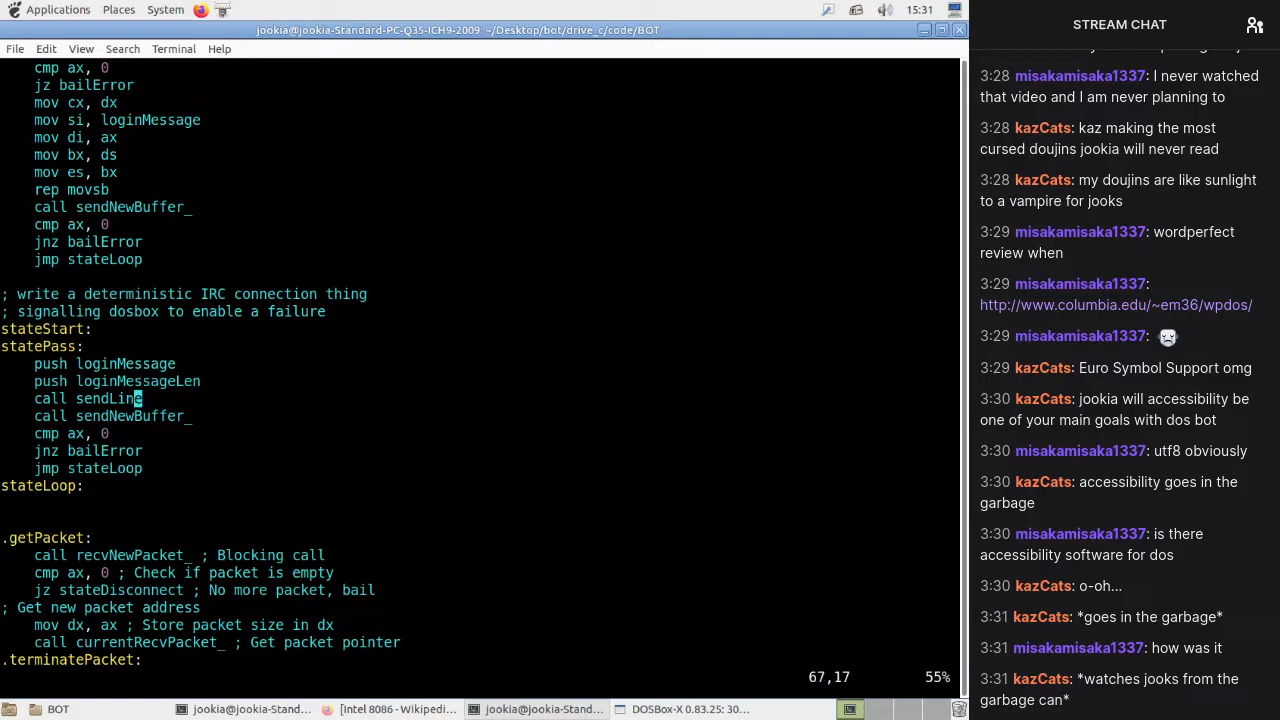 Applications Places System 15:31
jookia@jookia-Standard-PC-Q35-ICH9-2009: ~/Desktop/bot/drive_c/code/BOT
File Edit View Search Terminal Help
cmp ax, 0
jz bailError
mov cx, dx
mov si, loginMessage
mov di, ax
mov bx, ds
mov es, bx
rep movsb
call sendNewBuffer_
cmp ax, 0
jnz bailError
jmp stateLoop
; write a deterministic IRC connection thing
; signalling dosbox to enable a failure
stateStart:
statePass:
push loginMessage
push loginMessageLen
call sendLine
call sendNewBuffer_
cmp ax, 0
jnz bailError
jmp stateLoop
stateLoop:
.getPacket:
call recvNewPacket_ ; Blocking call
cmp ax, 0 ; Check if packet is empty
jz stateDisconnect ; No more packet, bail
; Get new packet address
mov dx, ax ; Store packet size in dx
call currentRecvPacket_ ; Get packet pointer
.terminatePacket:
67,17 55%
BOT jookia@jookia-Stand... [Intel 8086 - Wikipedi... jookia@jookia-Stand... DOSBox-X 0.83.25: 30...
STREAM CHAT
3:28 misakamisaka1337: I never watched
that video and I am never planning to
3:28 kazCats: kaz making the most
cursed doujins jookia will never read
3:28 kazCats: my doujins are like sunlight
to a vampire for jooks
3:29 misakamisaka1337: wordperfect
review when
3:29 misakamisaka1337:
http://www.columbia.edu/~em36/wpdos/
3:29 misakamisaka1337:
3:29 kazCats: Euro Symbol Support omg
3:30 kazCats: jookia will accessibility be
one of your main goals with dos bot
3:30 misakamisaka1337: utf8 obviously
3:30 kazCats: accessibility goes in the
garbage
3:30 misakamisaka1337: is there
accessibility software for dos
3:30 kazCats: o-oh...
3:31 kazCats: *goes in the garbage*
3:31 misakamisaka1337: how was it
3:31 kazCats: *watches jooks from the
garbage can*